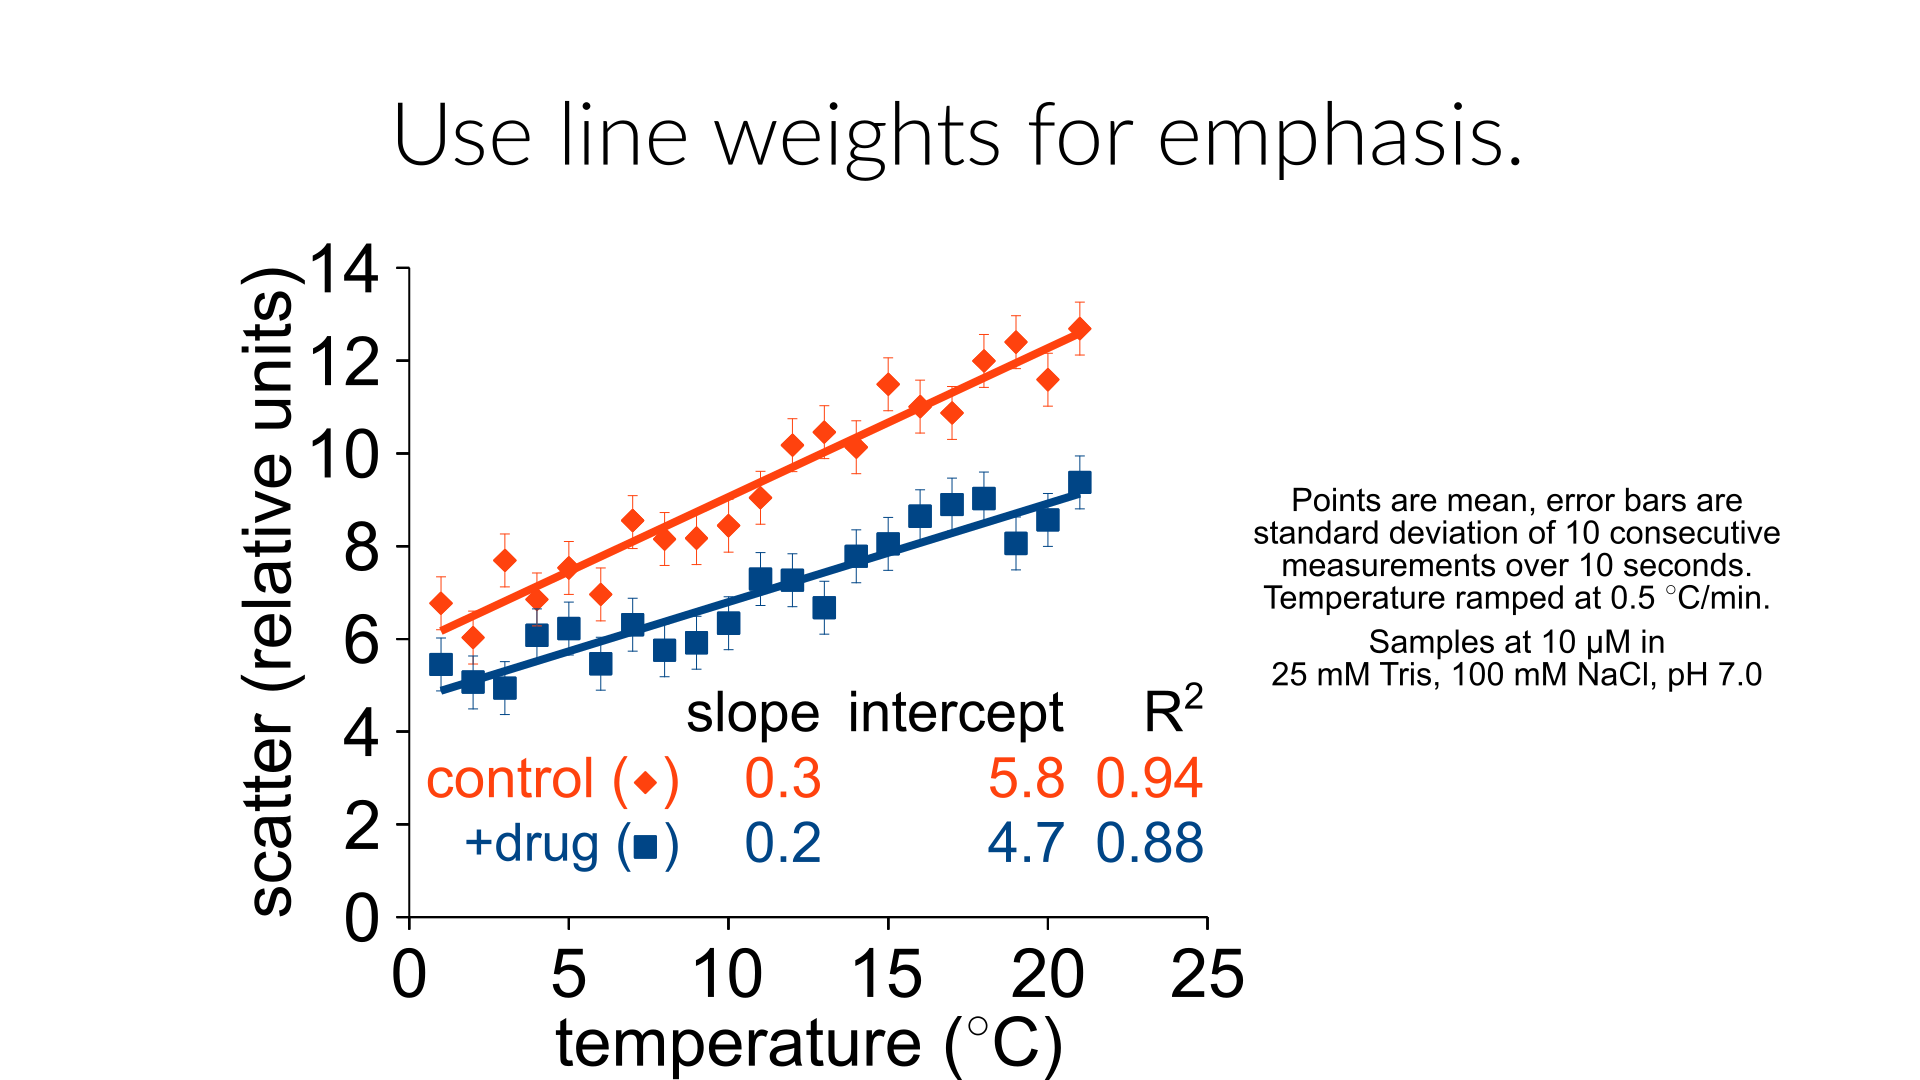 Use line weights for emphasis.
scatter (relative units)
14
12
10
8
6
4
2
0
0 5 10 15 20 25
temperature (°C)
slope intercept R²
control (◆) 0.3 5.8 0.94
+drug (■) 0.2 4.7 0.88
Points are mean, error bars are
standard deviation of 10 consecutive
measurements over 10 seconds.
Temperature ramped at 0.5 °C/min.
Samples at 10 µM in
25 mM Tris, 100 mM NaCl, pH 7.0